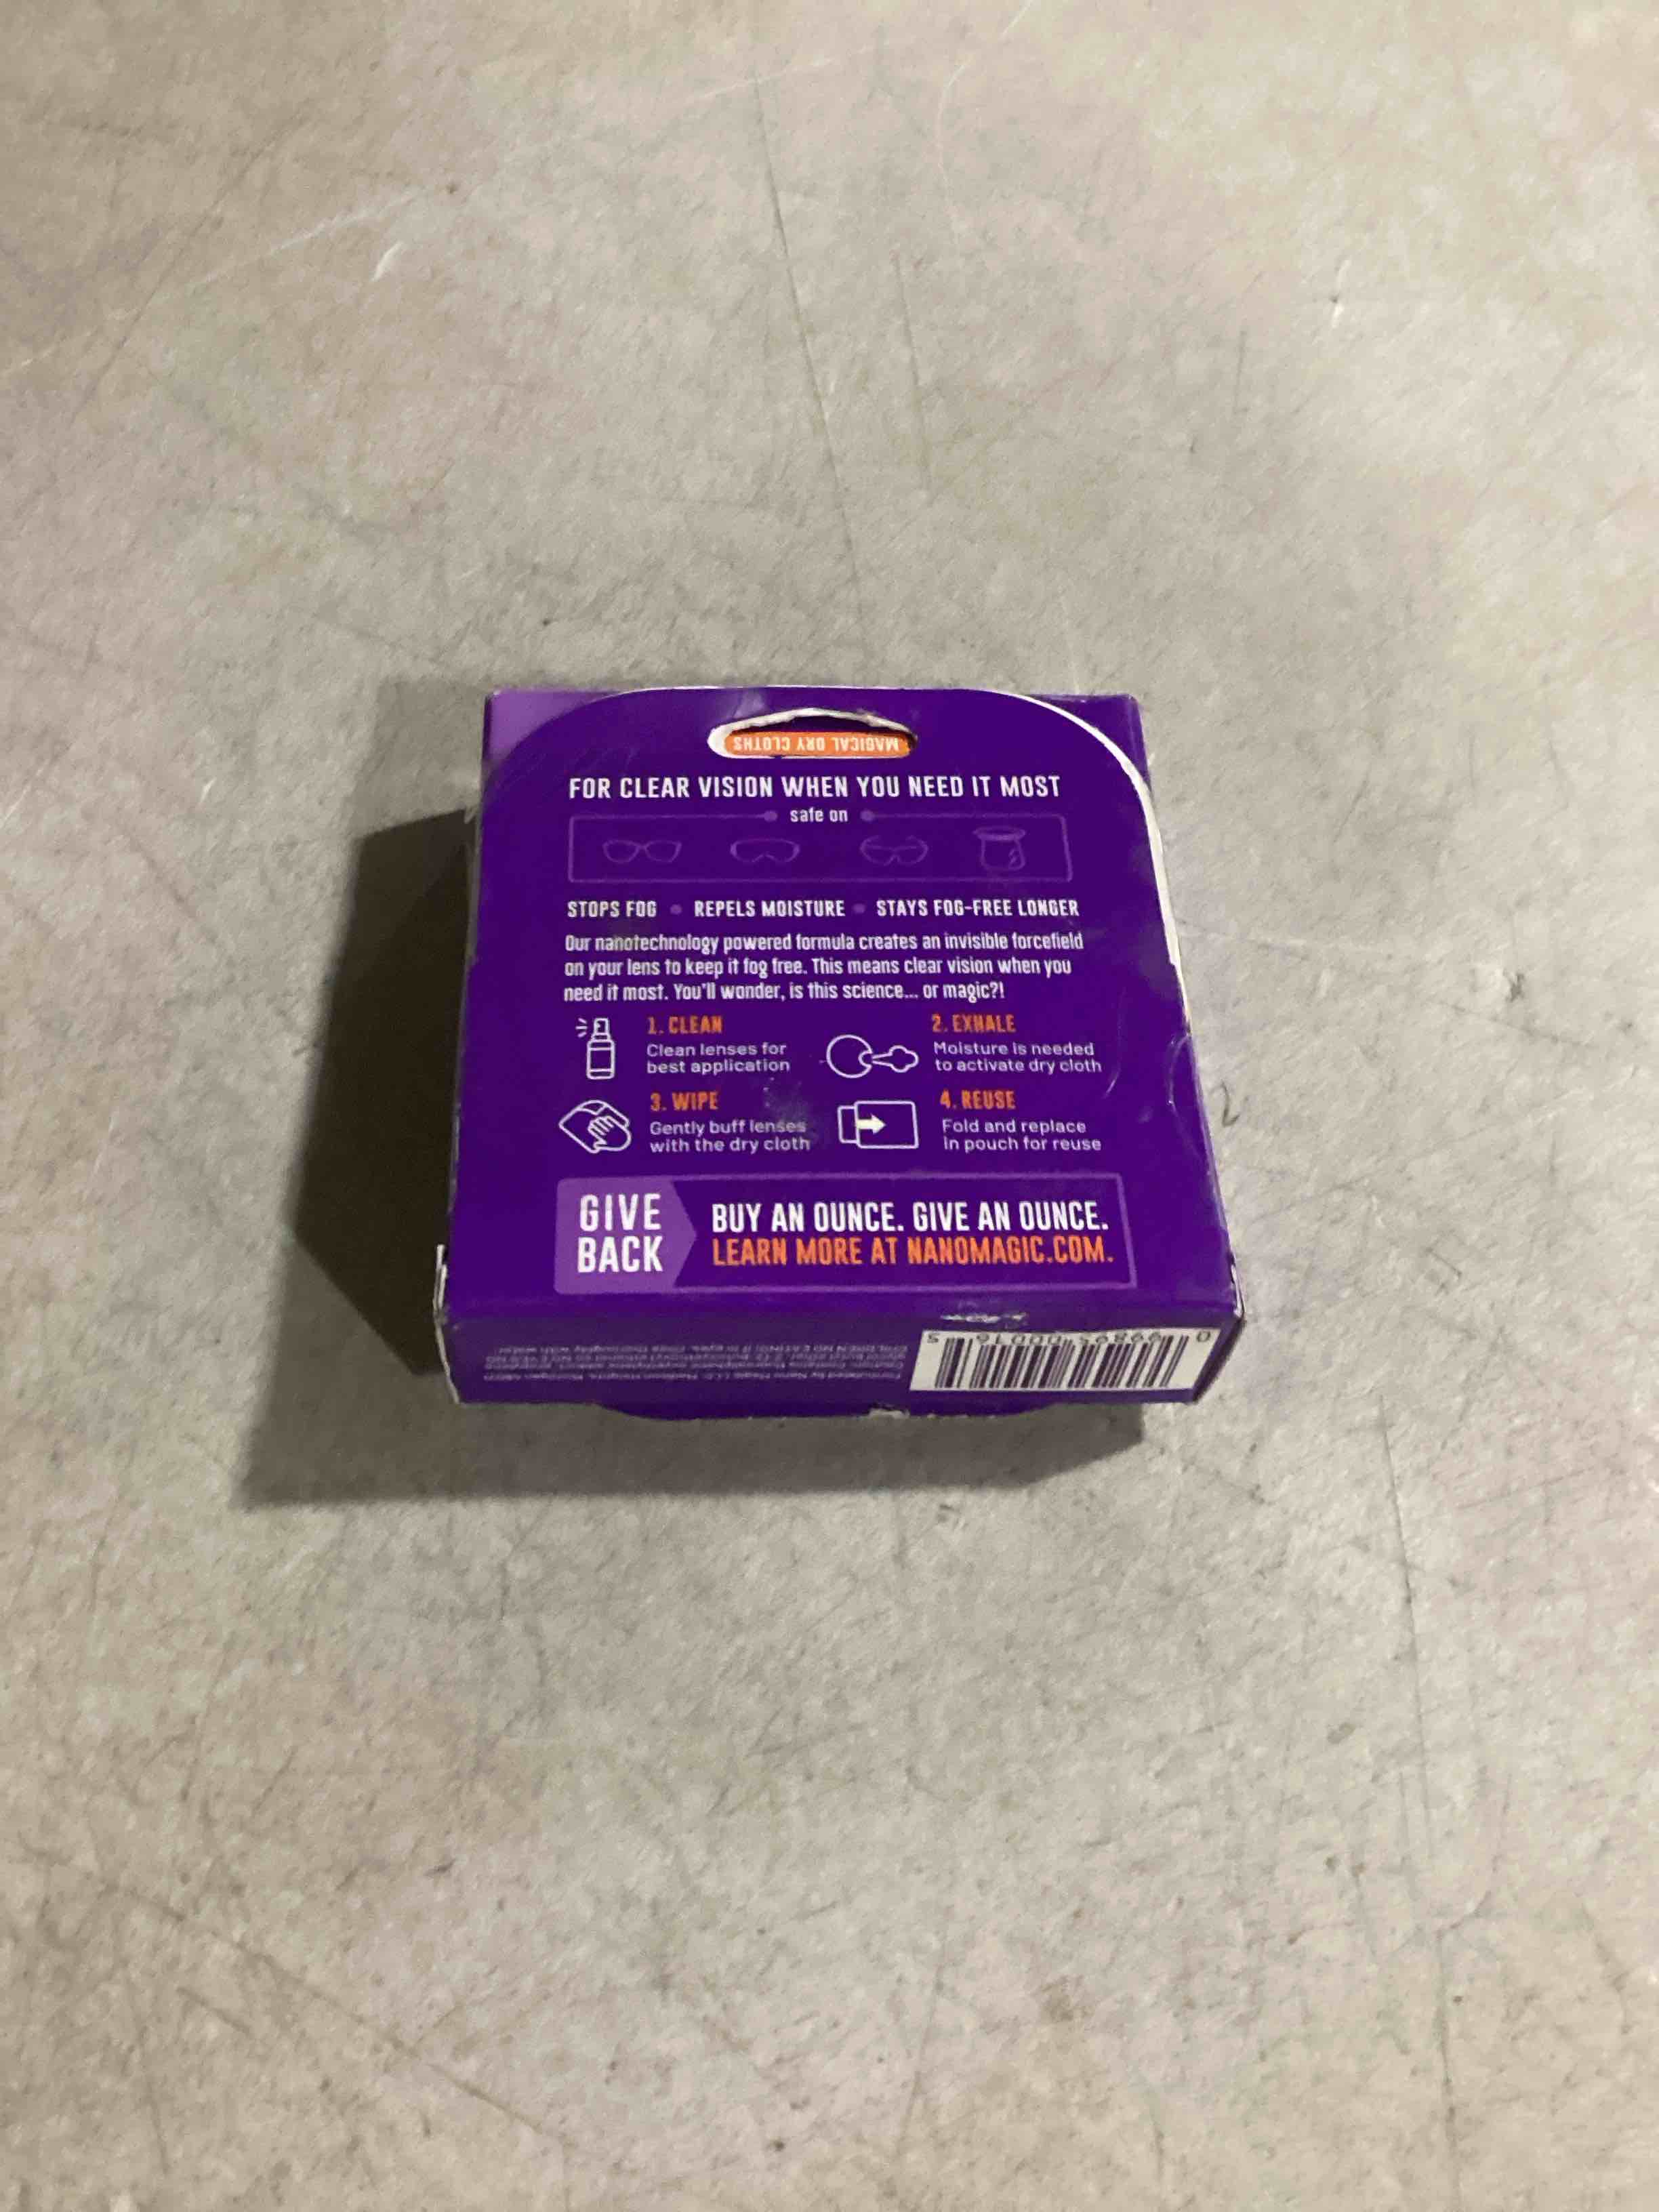 MAGICAL DRY CLOTHS
FOR CLEAR VISION WHEN YOU NEED IT MOST
safe on
STOPS FOG • REPELS MOISTURE • STAYS FOG-FREE LONGER
Our nanotechnology powered formula creates an invisible forcefield
on your lens to keep it fog free. This means clear vision when you
need it most. You'll wonder, is this science... or magic?!
1. CLEAN
Clean lenses for
best application
2. EXHALE
Moisture is needed
to activate dry cloth
3. WIPE
Gently buff lenses
with the dry cloth
4. REUSE
Fold and replace
in pouch for reuse
GIVE
BACK
BUY AN OUNCE. GIVE AN OUNCE.
LEARN MORE AT NANOMAGIC.COM.